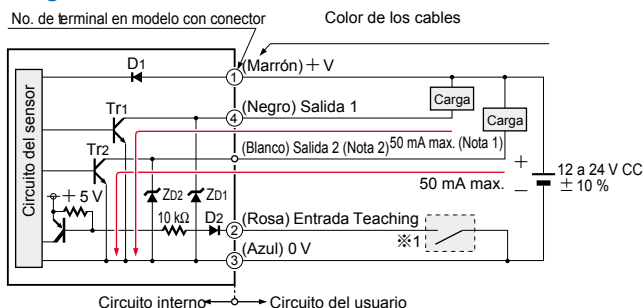 No. de terminal en modelo con conector
Color de los cables
D1
1
(Marrón) + V
Tr1
4
(Negro) Salida 1
Carga
Carga
Tr2
(Blanco) Salida 2 (Nota 2)
50 mA max. (Nota 1)
Circuito del sensor
+
12 a 24 V CC
50 mA max.
−
± 10 %
+ 5 V
ZD2
ZD1
10 kΩ
D2
2
(Rosa) Entrada Teaching
※1
3
(Azul) 0 V
Circuito interno
Circuito del usuario